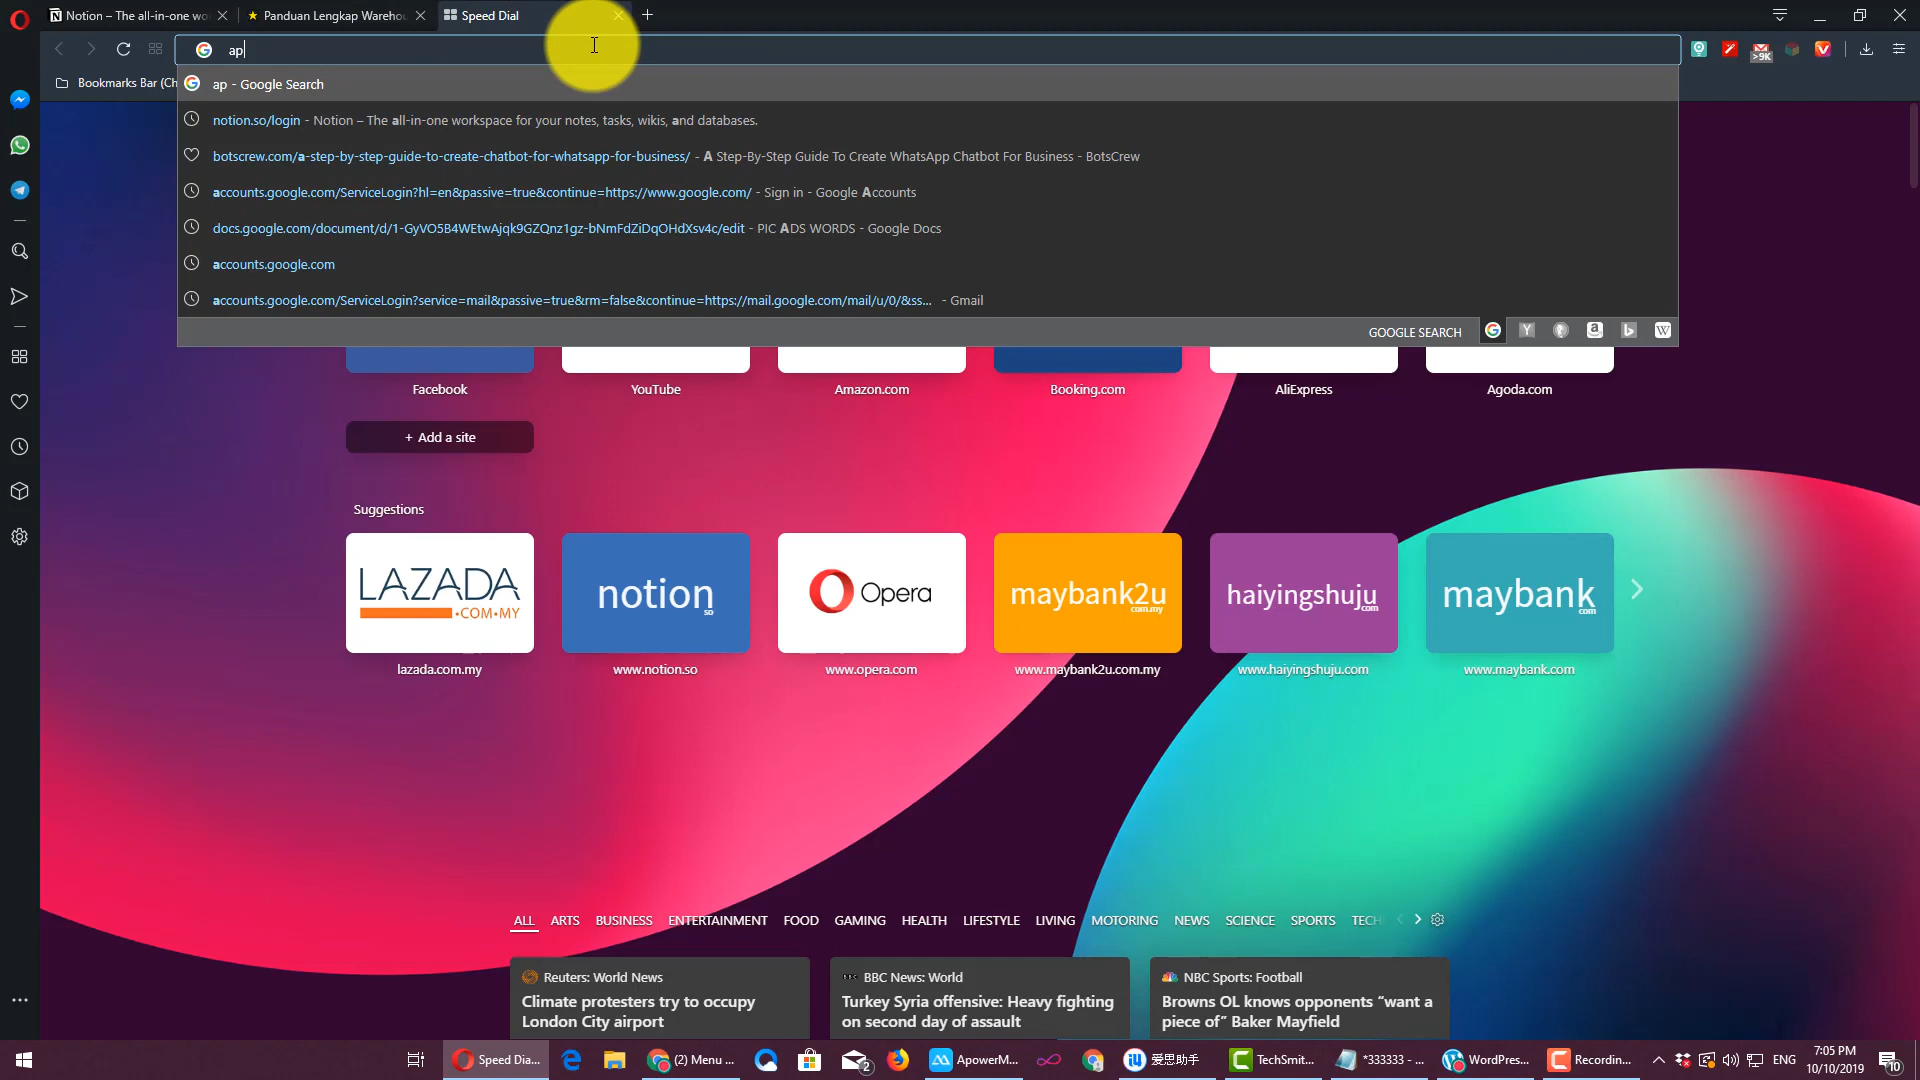 Notion – The all-in-one wo
Panduan Lengkap Warehou
Speed Dial
ap
>9K
Bookmarks Bar (Ch
ap - Google Search
notion.so/login - Notion – The all-in-one workspace for your notes, tasks, wikis, and databases.
botscrew.com/a-step-by-step-guide-to-create-chatbot-for-whatsapp-for-business/ - A Step-By-Step Guide To Create WhatsApp Chatbot For Business - BotsCrew
accounts.google.com/ServiceLogin?hl=en&passive=true&continue=https://www.google.com/ - Sign in - Google Accounts
docs.google.com/document/d/1-GyVO5B4WEtwAjqk9GZQnz1gz-bNmFdZiDqOHdXsv4c/edit - PIC ADS WORDS - Google Docs
accounts.google.com
accounts.google.com/ServiceLogin?service=mail&passive=true&rm=false&continue=https://mail.google.com/mail/u/0/&ss... - Gmail
GOOGLE SEARCH
Facebook
YouTube
Amazon.com
Booking.com
AliExpress
Agoda.com
+ Add a site
Suggestions
LAZADA
.COM.MY
notion
so
Opera
maybank2u
com.my
haiyingshuju
com
maybank
com
lazada.com.my
www.notion.so
www.opera.com
www.maybank2u.com.my
www.haiyingshuju.com
www.maybank.com
ALL ARTS BUSINESS ENTERTAINMENT FOOD GAMING HEALTH LIFESTYLE LIVING MOTORING NEWS SCIENCE SPORTS TECH
Reuters: World News
Climate protesters try to occupy
London City airport
BBC News: World
Turkey Syria offensive: Heavy fighting
on second day of assault
NBC Sports: Football
Browns OL knows opponents “want a
piece of” Baker Mayfield
Speed Dia...
(2) Menu ...
2
ApowerM...
爱思助手
TechSmit...
*333333 - ...
WordPress...
Recordin...
ENG
7:05 PM
10/10/2019
10